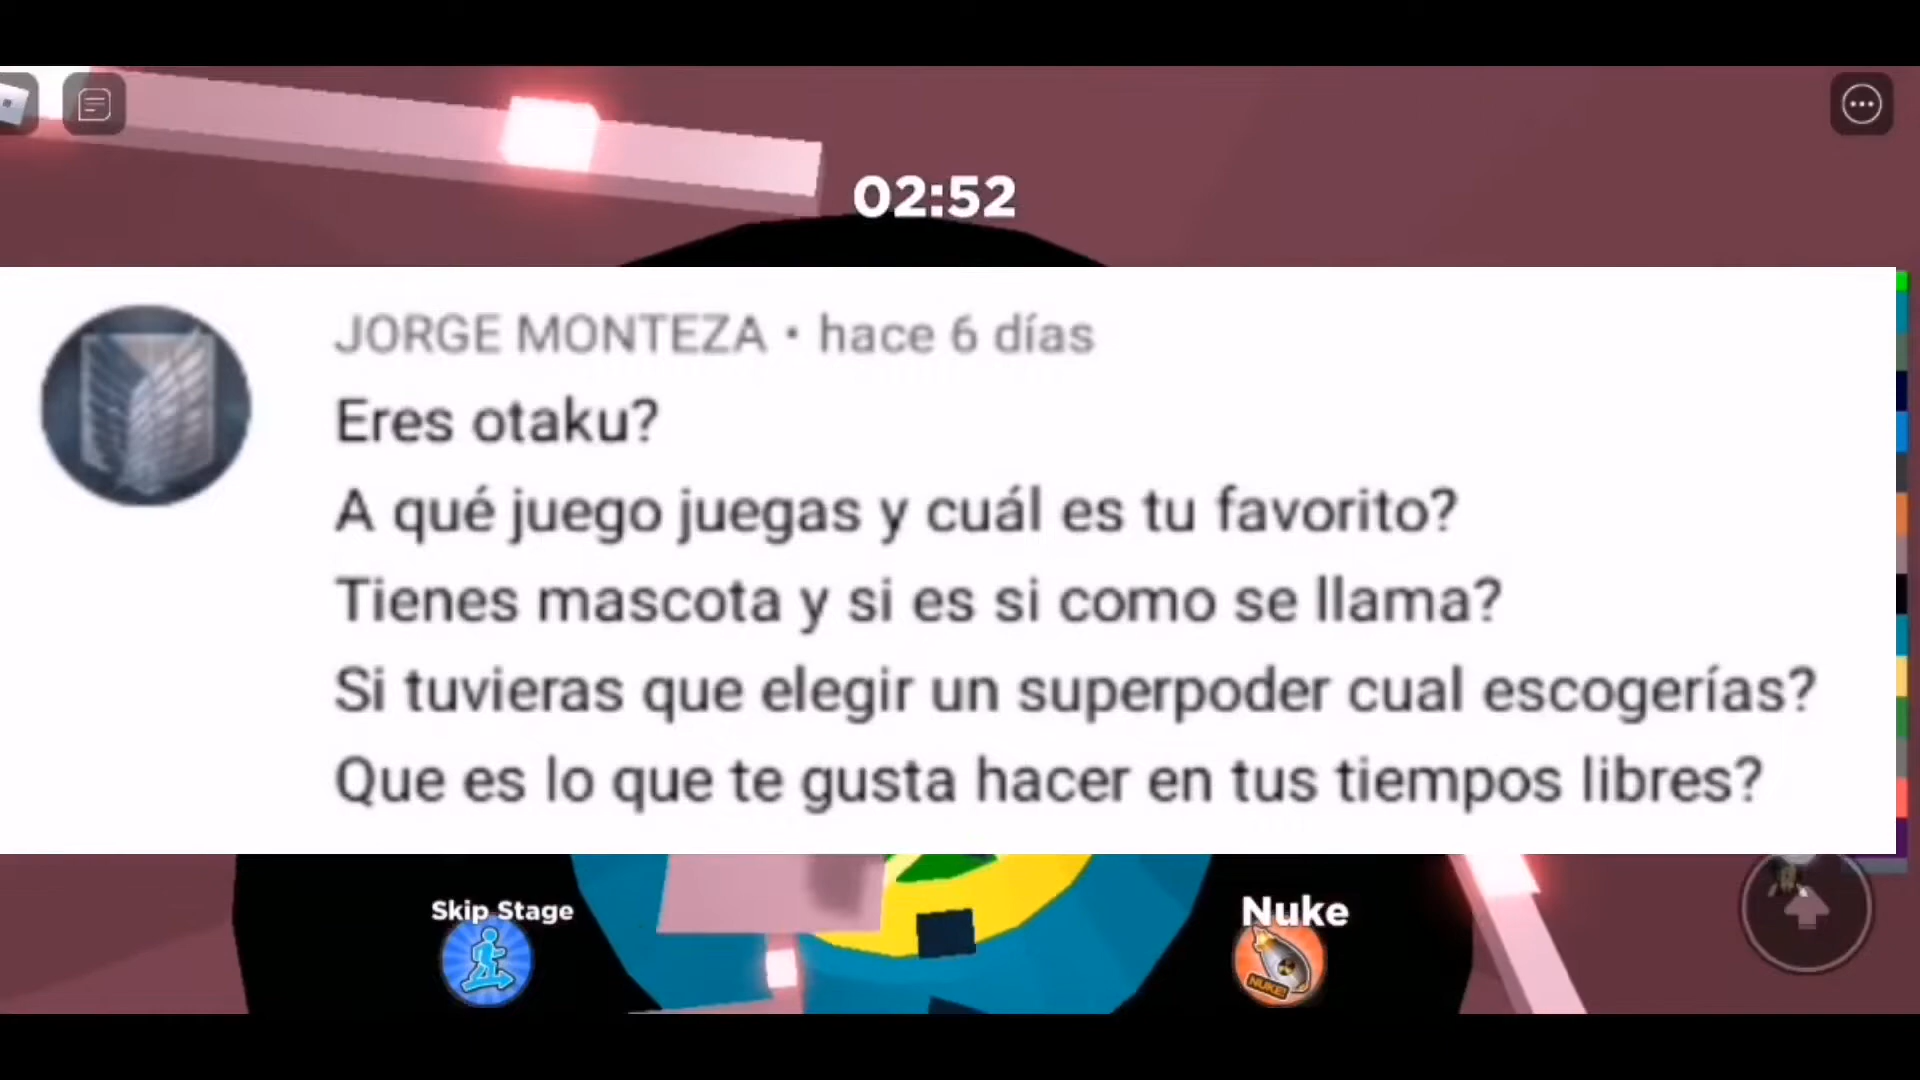 02:52
JORGE MONTEZA • hace 6 días
Eres otaku?
A qué juego juegas y cuál es tu favorito?
Tienes mascota y si es si como se llama?
Si tuvieras que elegir un superpoder cual escogerías?
Que es lo que te gusta hacer en tus tiempos libres?
Skip Stage
Nuke
NUKE!